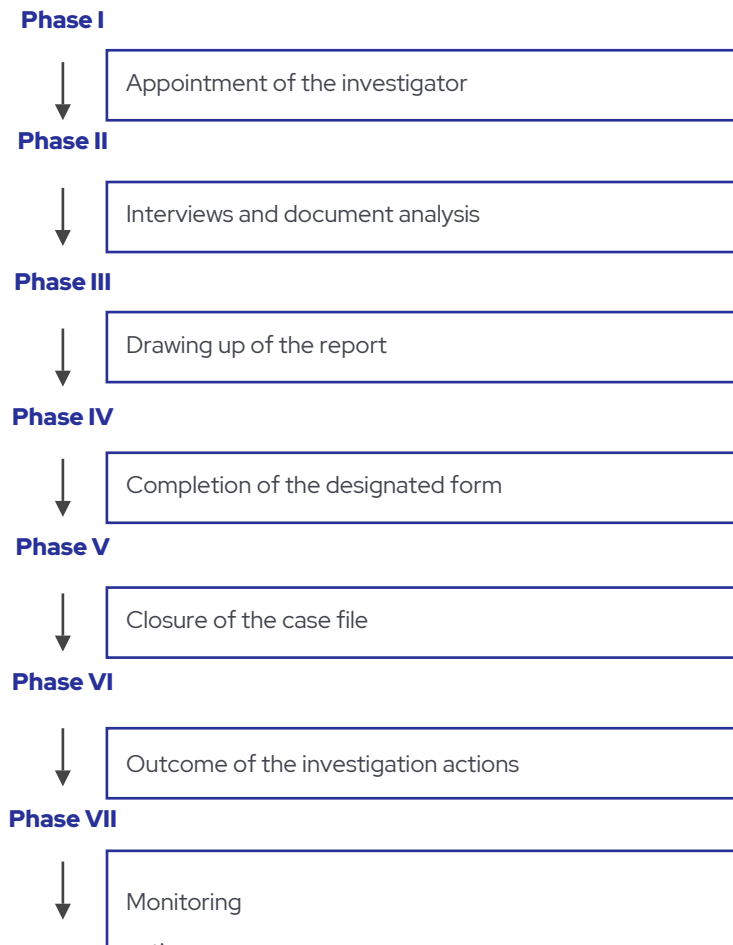 Phase I
Appointment of the investigator
Phase II
Interviews and document analysis
Phase III
Drawing up of the report
Phase IV
Completion of the designated form
Phase V
Closure of the case file
Phase VI
Outcome of the investigation actions
Phase VII
Monitoring